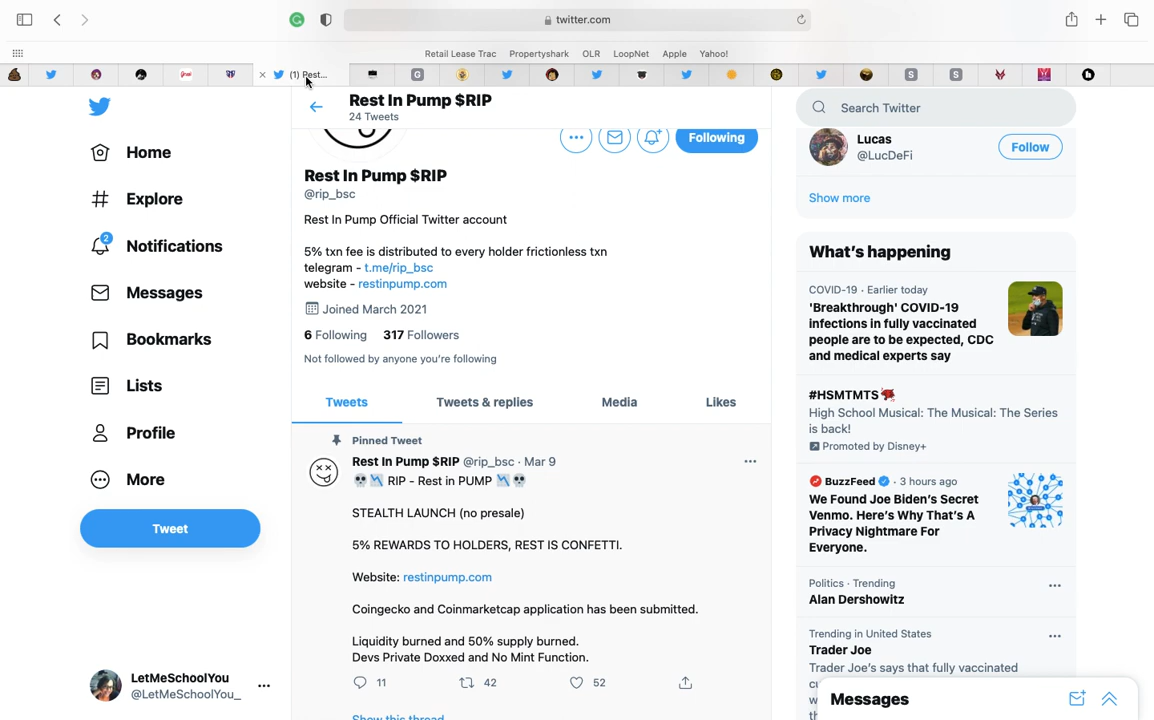 twitter.com
Retail Lease Trac Propertyshark OLR LoopNet Apple Yahoo!
(1) Rest...
G
S
S
h
Home
Explore
2
Notifications
Messages
Bookmarks
Lists
Profile
More
Tweet
LetMeSchoolYou
@LetMeSchoolYou_
Rest In Pump $RIP
24 Tweets
Following
Rest In Pump $RIP
@rip_bsc
Rest In Pump Official Twitter account
5% txn fee is distributed to every holder frictionless txn
telegram - t.me/rip_bsc
website - restinpump.com
Joined March 2021
6 Following 317 Followers
Not followed by anyone you're following
Tweets Tweets & replies Media Likes
Pinned Tweet
Rest In Pump $RIP @rip_bsc · Mar 9
💀📉 RIP - Rest in PUMP 📉💀
STEALTH LAUNCH (no presale)
5% REWARDS TO HOLDERS, REST IS CONFETTI.
Website: restinpump.com
Coingecko and Coinmarketcap application has been submitted.
Liquidity burned and 50% supply burned.
Devs Private Doxxed and No Mint Function.
11 42 52
Show this thread
Search Twitter
Lucas
@LucDeFi
Follow
Show more
What's happening
COVID-19 · Earlier today
'Breakthrough' COVID-19
infections in fully vaccinated
people are to be expected, CDC
and medical experts say
#HSMTMTS
High School Musical: The Musical: The Series
is back!
Promoted by Disney+
BuzzFeed · 3 hours ago
We Found Joe Biden's Secret
Venmo. Here's Why That's A
Privacy Nightmare For
Everyone.
Politics · Trending
Alan Dershowitz
Trending in United States
Trader Joe
Trader Joe's says that fully vaccinated
Messages